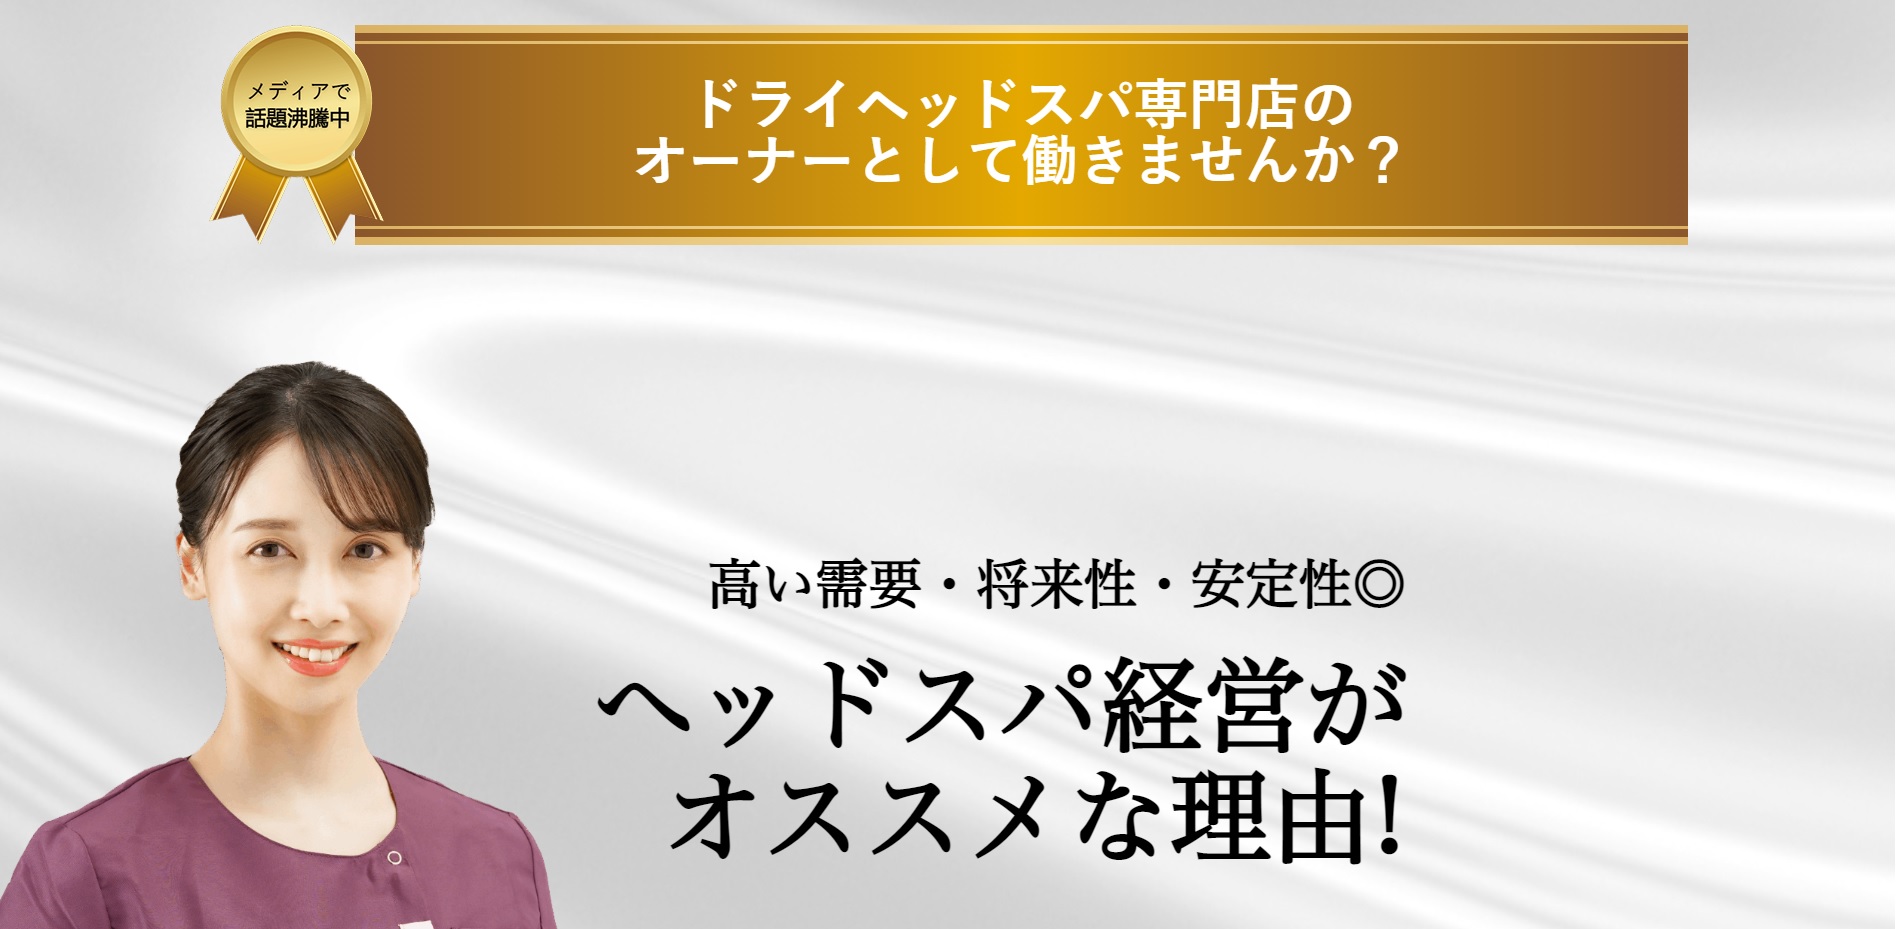 メディアで
話題沸騰中
ドライヘッドスパ専門店の
オーナーとして働きませんか？
高い需要・将来性・安定性◎
ヘッドスパ経営が
オススメな理由!